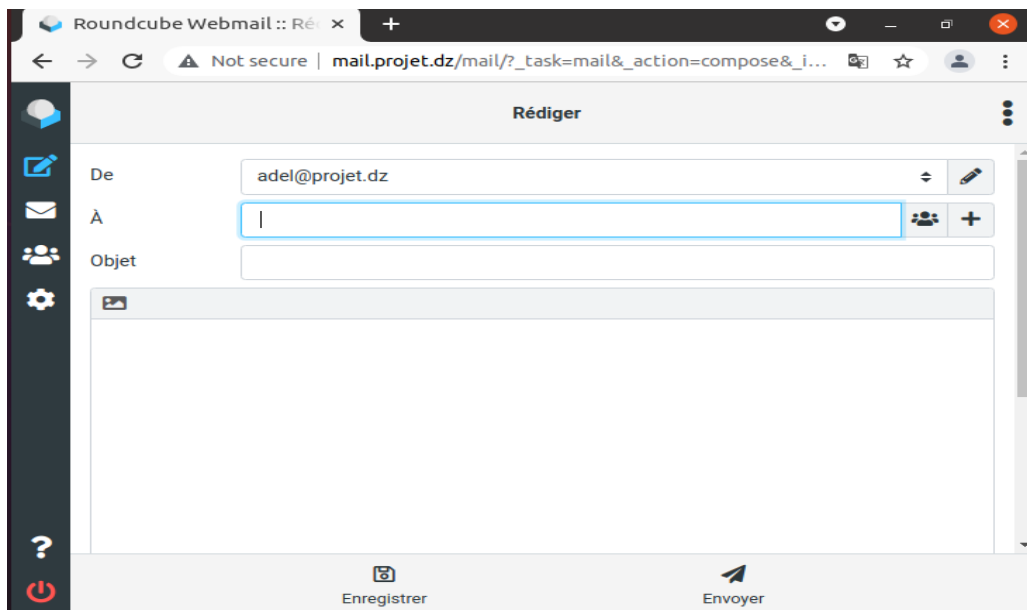 Roundcube Webmail :: Ré
Not secure | mail.projet.dz/mail/?_task=mail&_action=compose&_i...
Rédiger
De
adel@projet.dz
À
Objet
Enregistrer
Envoyer